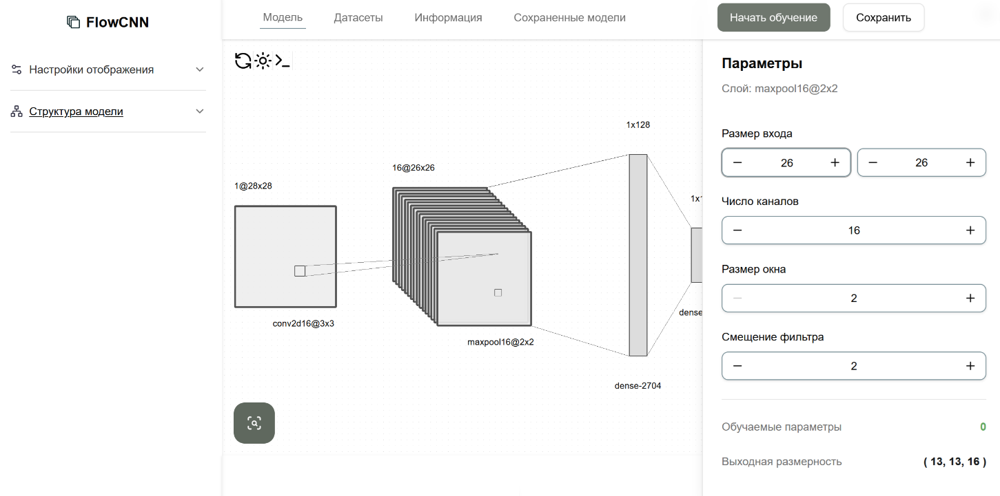 FlowCNN
Настройки отображения
Структура модели
Модель
Датасеты
Информация
Сохраненные модели
Начать обучение
Сохранить
1@28x28
conv2d16@3x3
16@26x26
maxpool16@2x2
1x128
dense-2704
1x1
dense
Параметры
Слой: maxpool16@2x2
Размер входа
− 26 +
− 26 +
Число каналов
− 16 +
Размер окна
− 2 +
Смещение фильтра
− 2 +
Обучаемые параметры 0
Выходная размерность ( 13, 13, 16 )